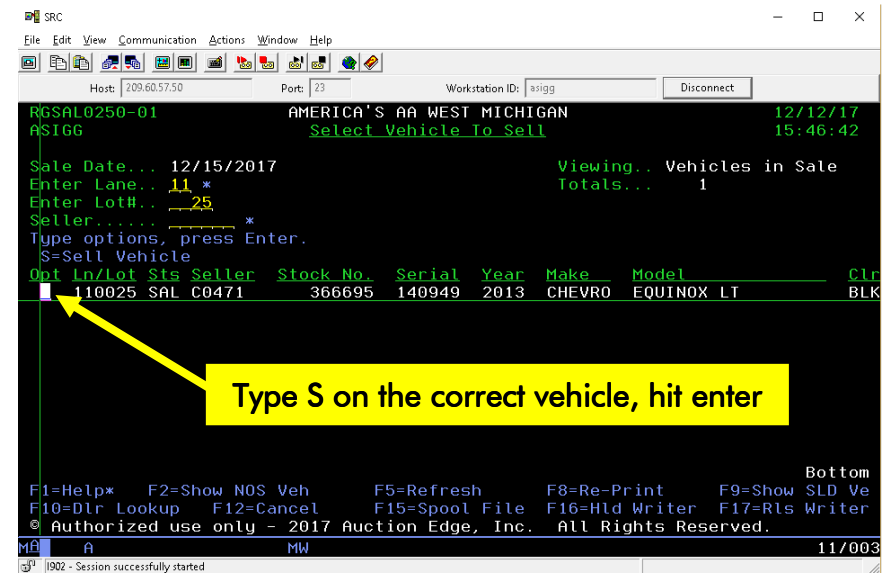 SRC
File Edit View Communication Actions Window Help
Host: 209.60.57.50 Port: 23 Workstation ID: asigg Disconnect
RGSAL0250-01 AMERICA'S AA WEST MICHIGAN 12/12/17
ASIGG Select Vehicle To Sell 15:46:42
Sale Date... 12/15/2017 Viewing.. Vehicles in Sale
Enter Lane.. 11 * Totals... 1
Enter Lot#.. 25
Seller...... *
Type options, press Enter.
S=Sell Vehicle
Opt Ln/Lot Sts Seller Stock No. Serial Year Make Model Clr
110025 SAL C0471 366695 140949 2013 CHEVRO EQUINOX LT BLK
Type S on the correct vehicle, hit enter
Bottom
F1=Help* F2=Show NOS Veh F5=Refresh F8=Re-Print F9=Show SLD Ve
F10=Dlr Lookup F12=Cancel F15=Spool File F16=Hld Writer F17=Rls Writer
© Authorized use only - 2017 Auction Edge, Inc. All Rights Reserved.
MA A MW 11/003
I902 - Session successfully started